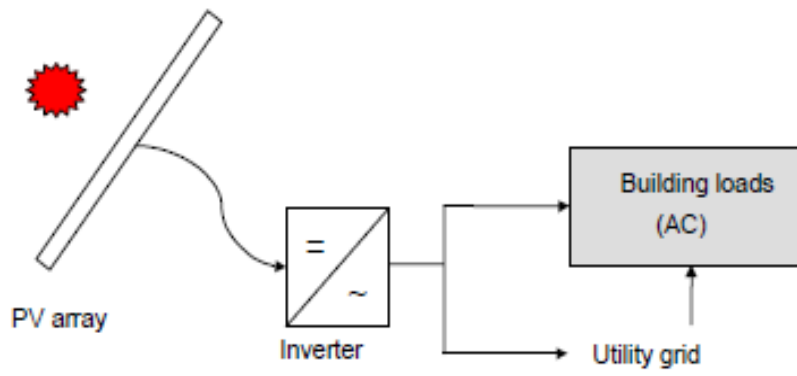 Building loads
(AC)
=
~
PV array
Inverter
Utility grid